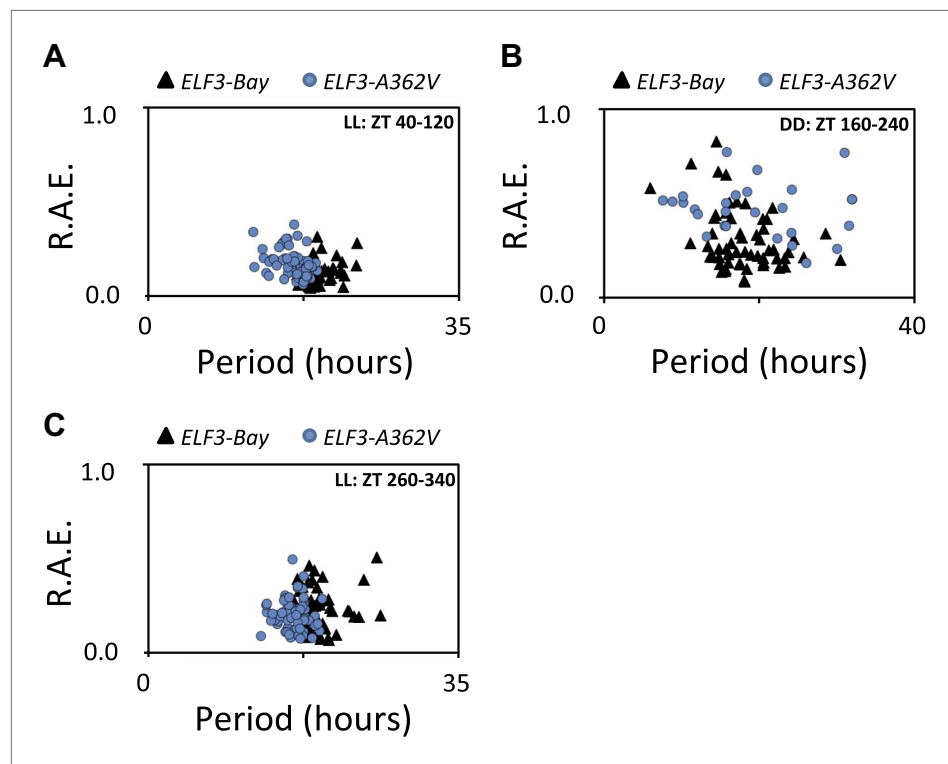 A
ELF3-Bay ELF3-A362V
1.0
LL: ZT 40-120
R.A.E.
0.0
0 35
Period (hours)
B
ELF3-Bay ELF3-A362V
1.0
DD: ZT 160-240
R.A.E.
0.0
0 40
Period (hours)
C
ELF3-Bay ELF3-A362V
1.0
LL: ZT 260-340
R.A.E.
0.0
0 35
Period (hours)